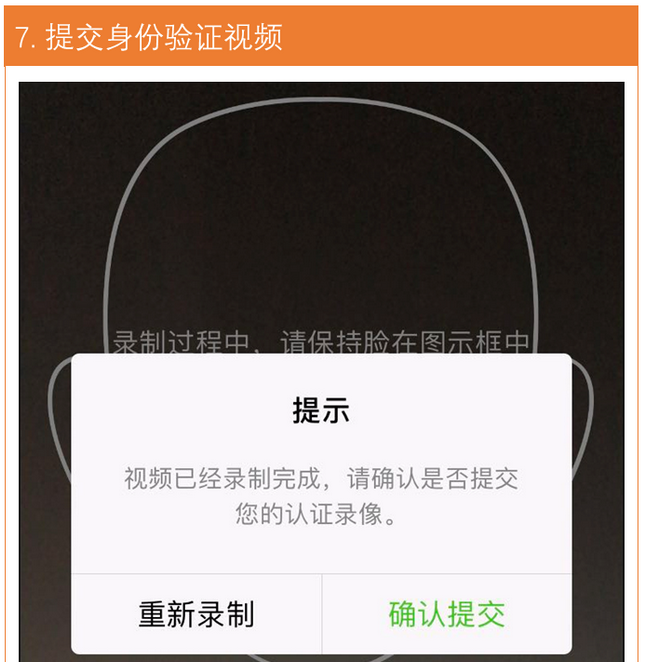 7. 提交身份验证视频
录制过程中，请保持脸在图示框中
提示
视频已经录制完成，请确认是否提交
您的认证录像。
重新录制
确认提交